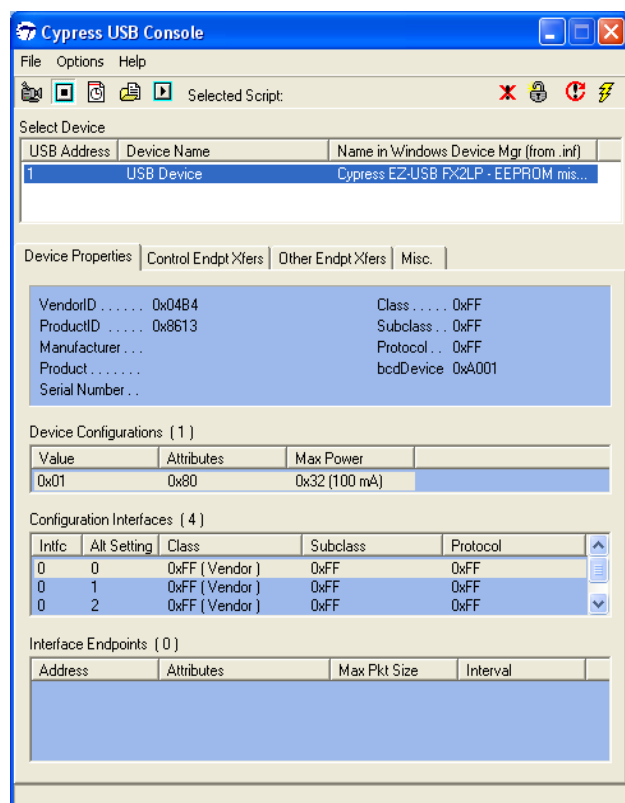 Cypress USB Console
File Options Help
Selected Script:
Select Device
USB Address Device Name Name in Windows Device Mgr (from .inf)
1 USB Device Cypress EZ-USB FX2LP - EEPROM mis...
Device Properties Control Endpt Xfers Other Endpt Xfers Misc.
VendorID . . . . . . 0x04B4 Class . . . . . 0xFF
ProductID . . . . . 0x8613 Subclass . . 0xFF
Manufacturer . . . Protocol . . 0xFF
Product . . . . . . . bcdDevice 0xA001
Serial Number . .
Device Configurations ( 1 )
Value Attributes Max Power
0x01 0x80 0x32 (100 mA)
Configuration Interfaces ( 4 )
Intfc Alt Setting Class Subclass Protocol
0 0 0xFF ( Vendor ) 0xFF 0xFF
0 1 0xFF ( Vendor ) 0xFF 0xFF
0 2 0xFF ( Vendor ) 0xFF 0xFF
Interface Endpoints ( 0 )
Address Attributes Max Pkt Size Interval